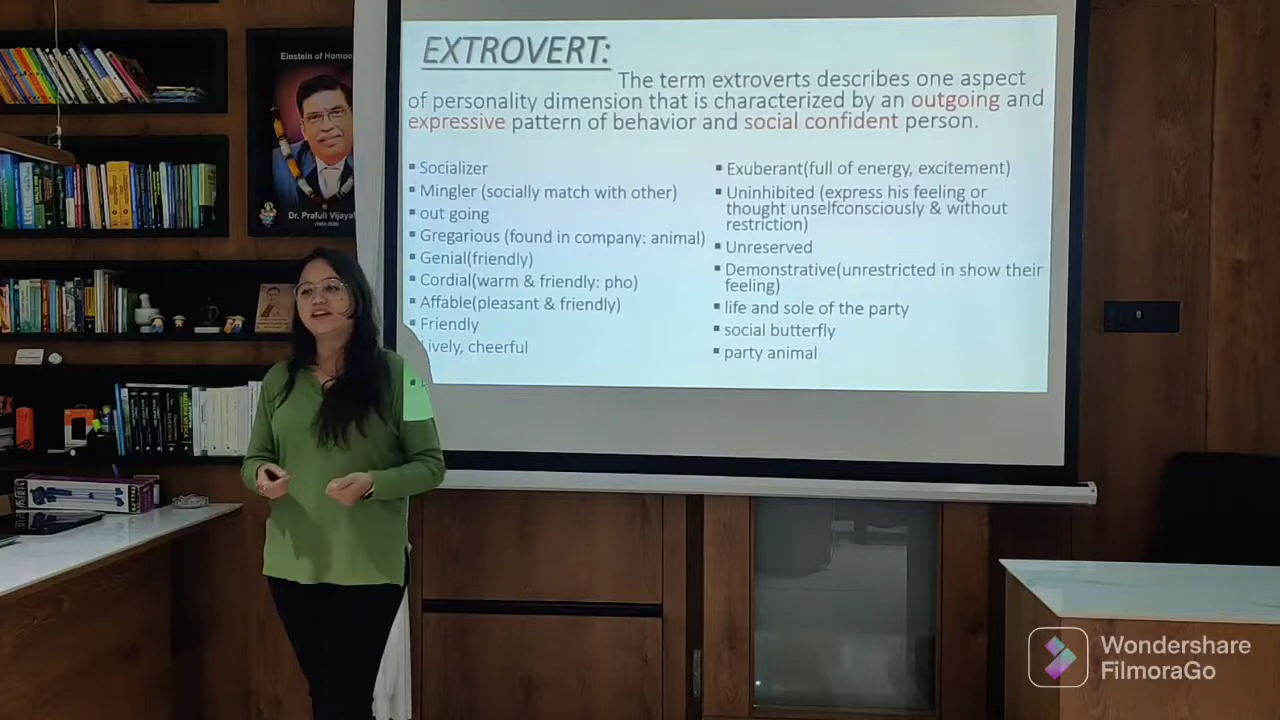 Einstein of Homoe
Dr. Prafull Vijayal
EXTROVERT:
The term extroverts describes one aspect
of personality dimension that is characterized by an outgoing and
expressive pattern of behavior and social confident person.
▪ Socializer
▪ Mingler (socially match with other)
▪ out going
▪ Gregarious (found in company: animal)
▪ Genial(friendly)
▪ Cordial(warm & friendly: pho)
▪ Affable(pleasant & friendly)
▪ Friendly
Lively, cheerful
▪ Exuberant(full of energy, excitement)
▪ Uninhibited (express his feeling or
thought unselfconsciously & without
restriction)
▪ Unreserved
▪ Demonstrative(unrestricted in show their
feeling)
▪ life and sole of the party
▪ social butterfly
▪ party animal
Wondershare
FilmoraGo